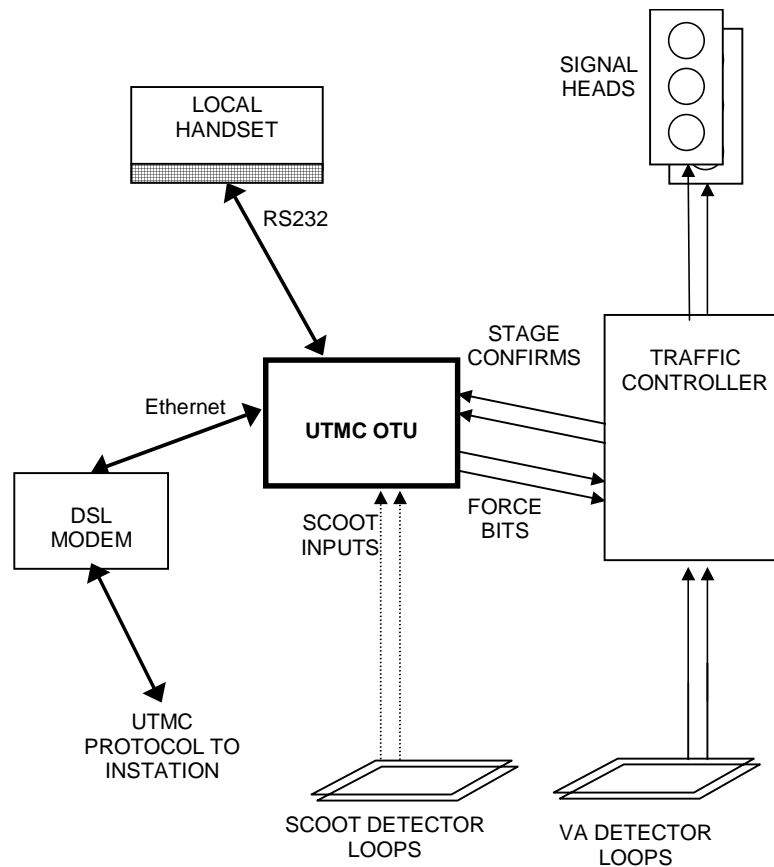 SIGNAL
HEADS
LOCAL
HANDSET
RS232
STAGE
CONFIRMS
TRAFFIC
CONTROLLER
Ethernet
UTMC OTU
DSL
MODEM
SCOOT
INPUTS
FORCE
BITS
UTMC
PROTOCOL TO
INSTATION
SCOOT DETECTOR
LOOPS
VA DETECTOR
LOOPS